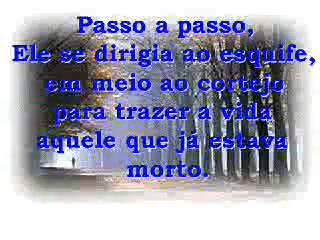 Passo a passo,
Ele se dirigia ao esquife,
em meio ao cortejo
para trazer a vida
aquele que já estava
morto.